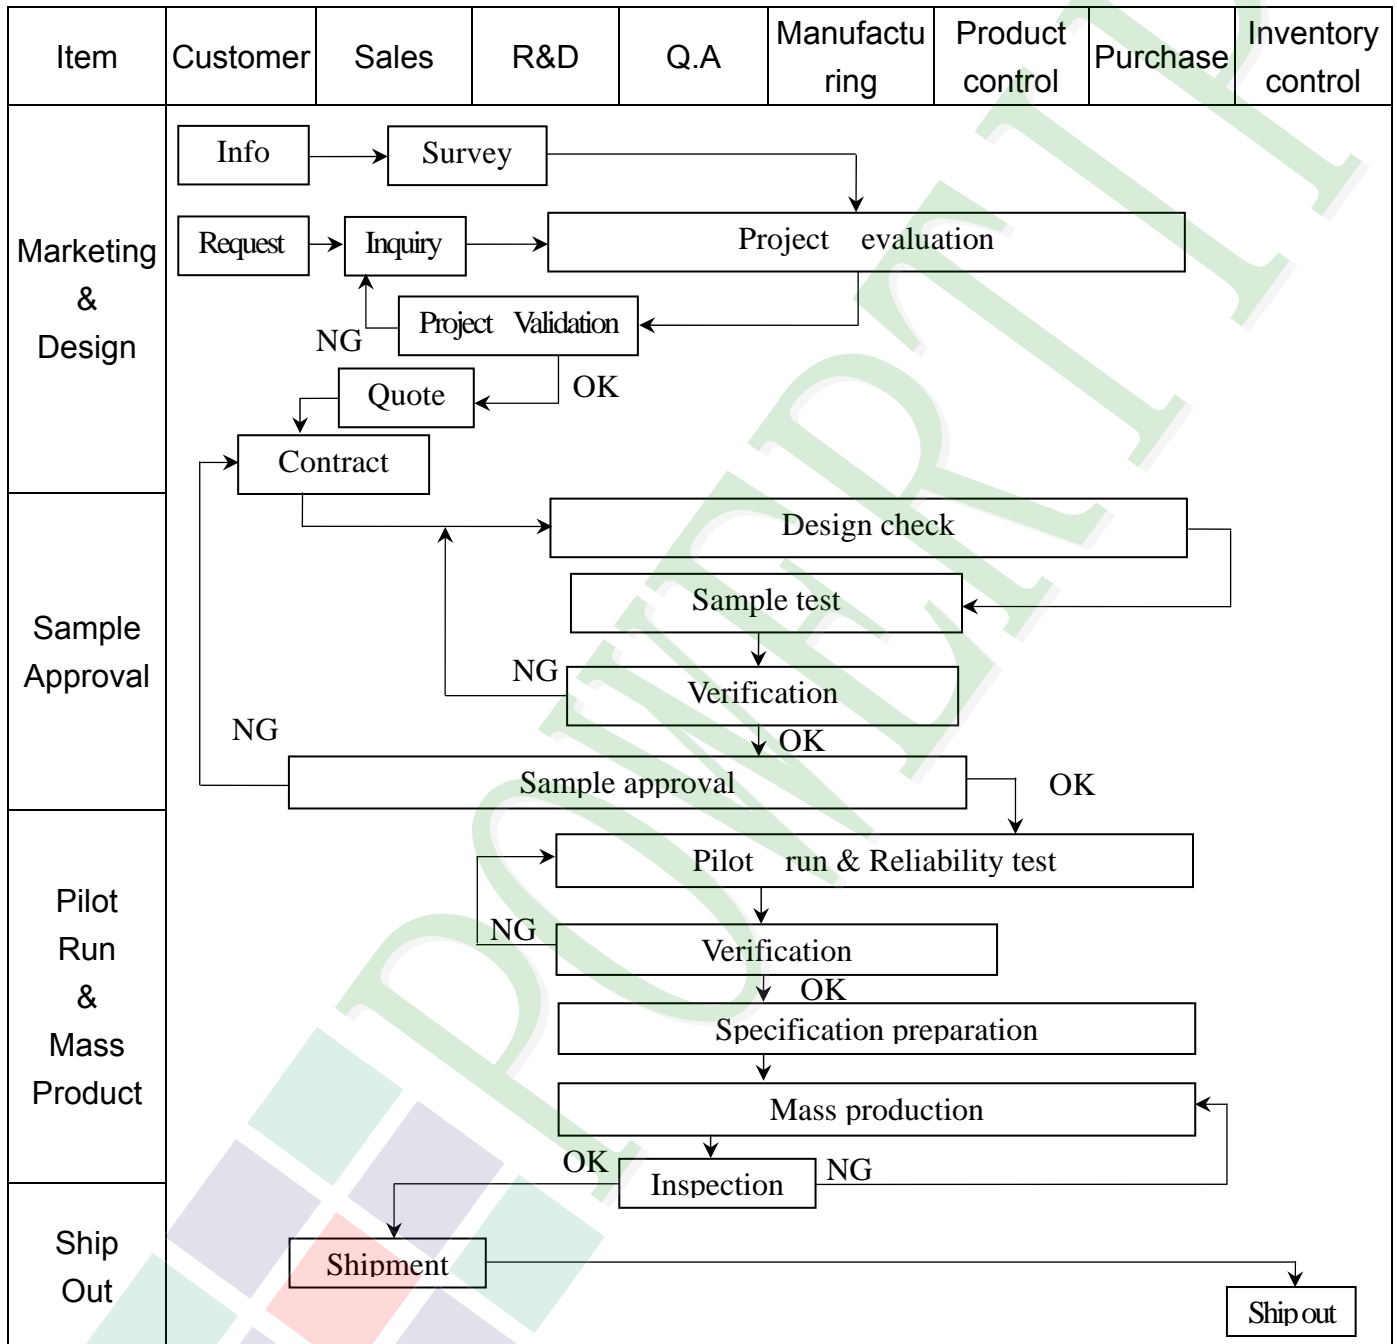 Item
Customer
Sales
R&D
Q.A
Manufactu
ring
Product
control
Purchase
Inventory
control
Marketing
&
Design
Info
Survey
Request
Inquiry
Project evaluation
NG
Project Validation
Quote
OK
Contract
Sample
Approval
Design check
Sample test
NG
Verification
NG
OK
Sample approval
OK
Pilot
Run
&
Mass
Product
Pilot run & Reliability test
NG
Verification
OK
Specification preparation
Mass production
OK
Inspection
NG
Ship
Out
Shipment
Ship out
POWERTIP